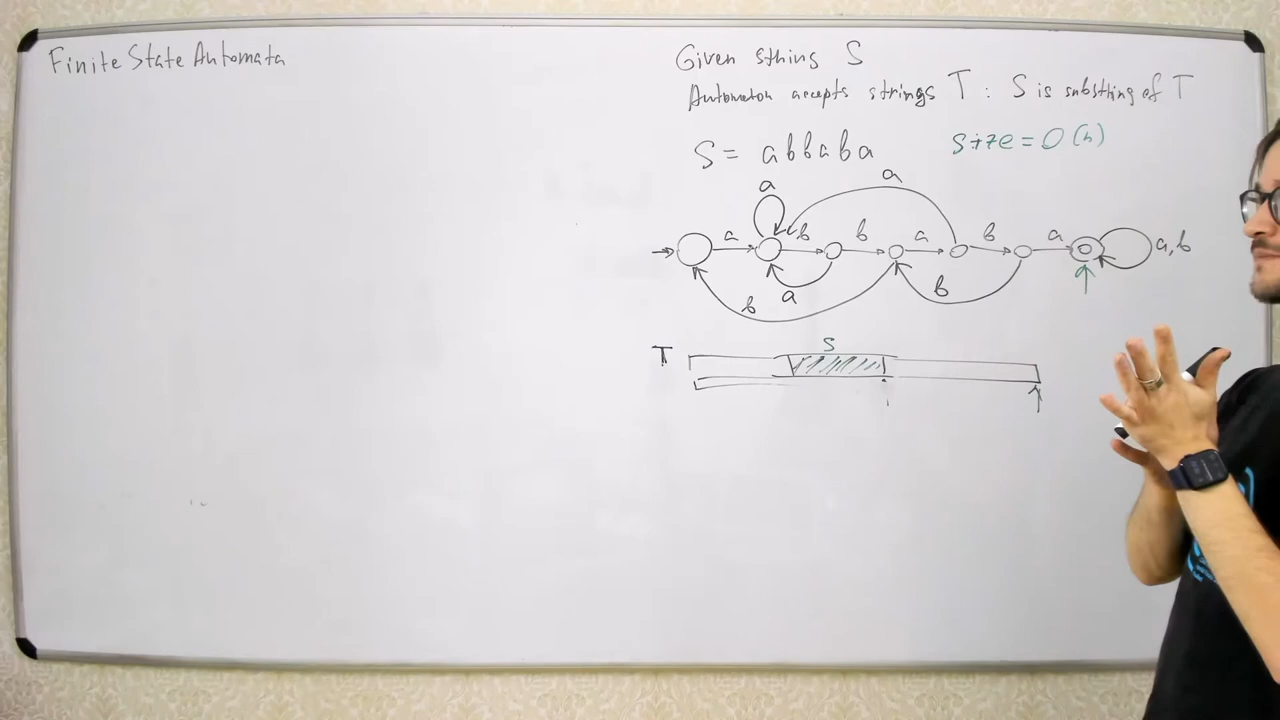 Finite State Automata
Given string S
Automaton accepts strings T : S is substring of T
S = abbaba
size = O(n)
a
a
a b b a b a a,b
a
b
b
S
T